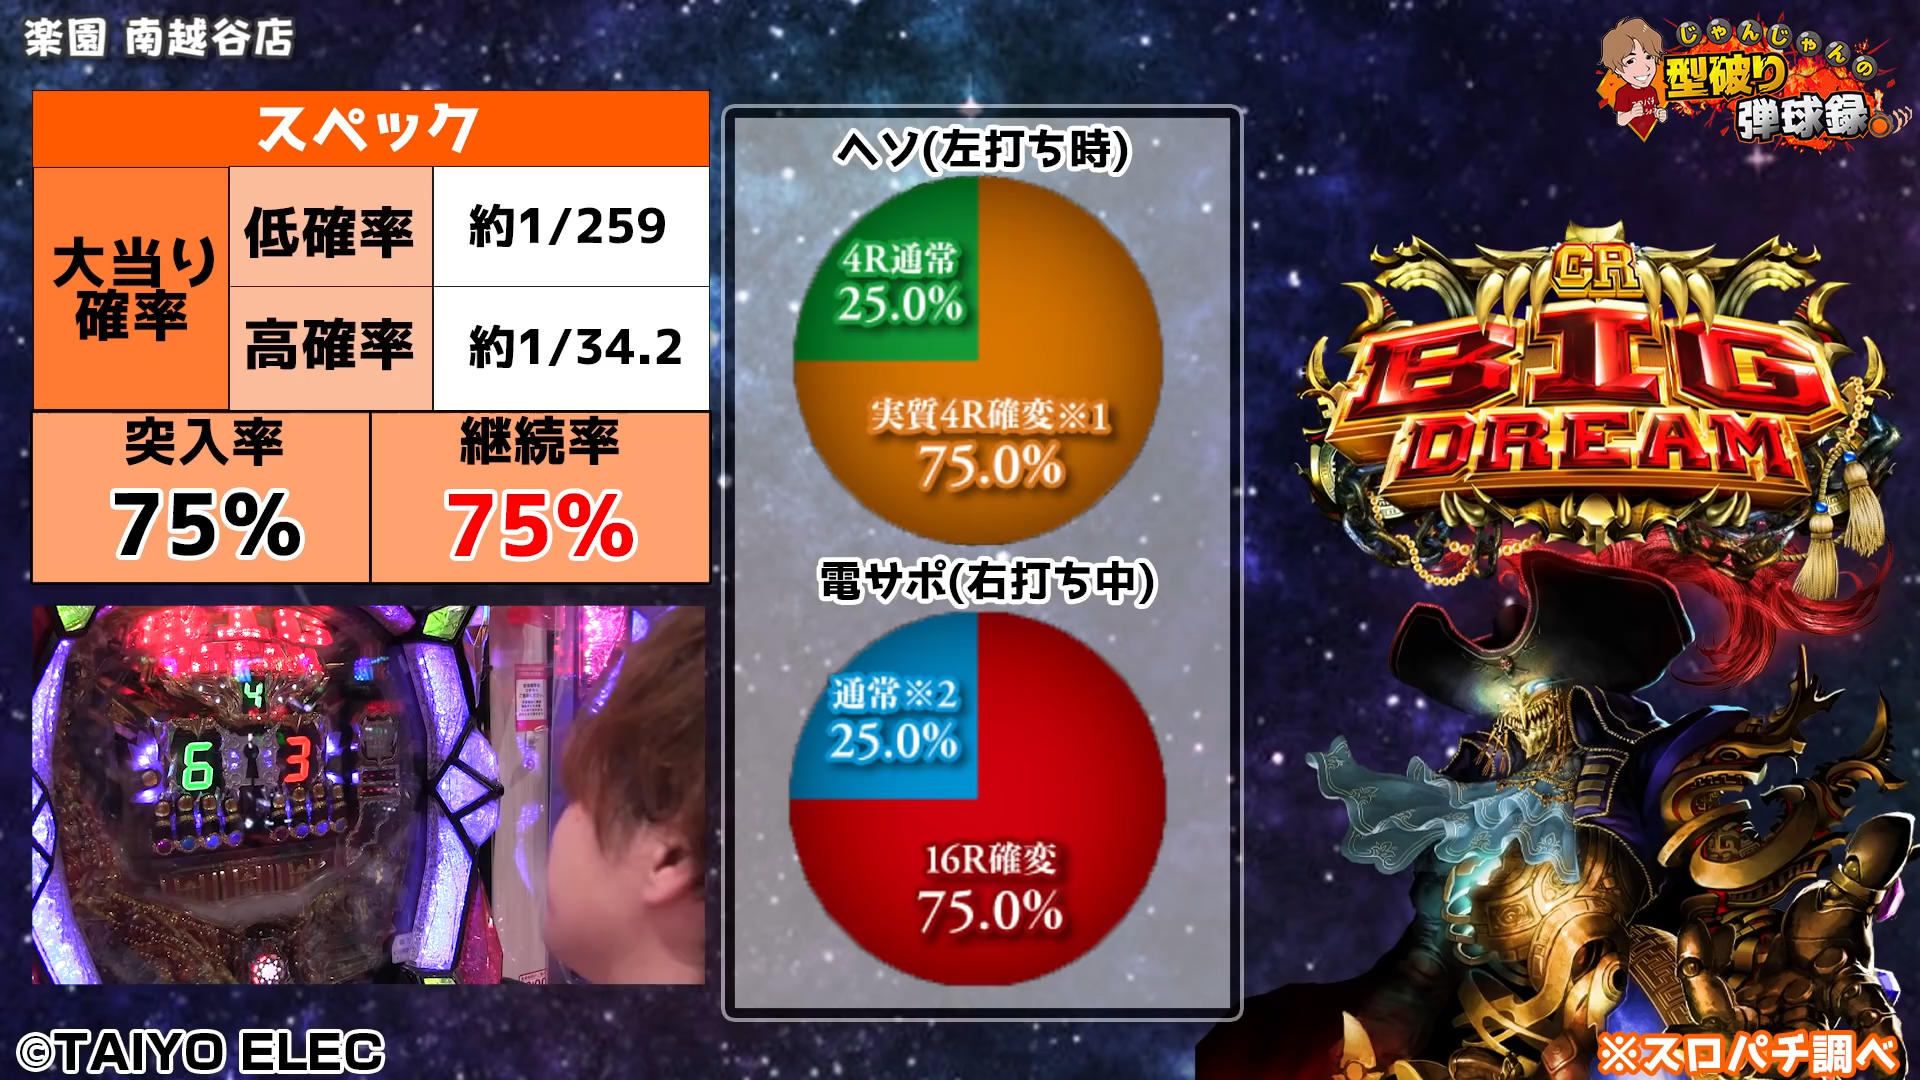 楽園 南越谷店
じゃんじゃんの
型破り
弾球録
スペック
大当り
確率
低確率
約1/259
高確率
約1/34.2
突入率
75%
継続率
75%
ヘソ(左打ち時)
4R通常
25.0%
実質4R確変※1
75.0%
電サポ(右打ち中)
通常※2
25.0%
16R確変
75.0%
CR
BIG
DREAM
4
6
3
©TAIYO ELEC
※スロパチ調べ